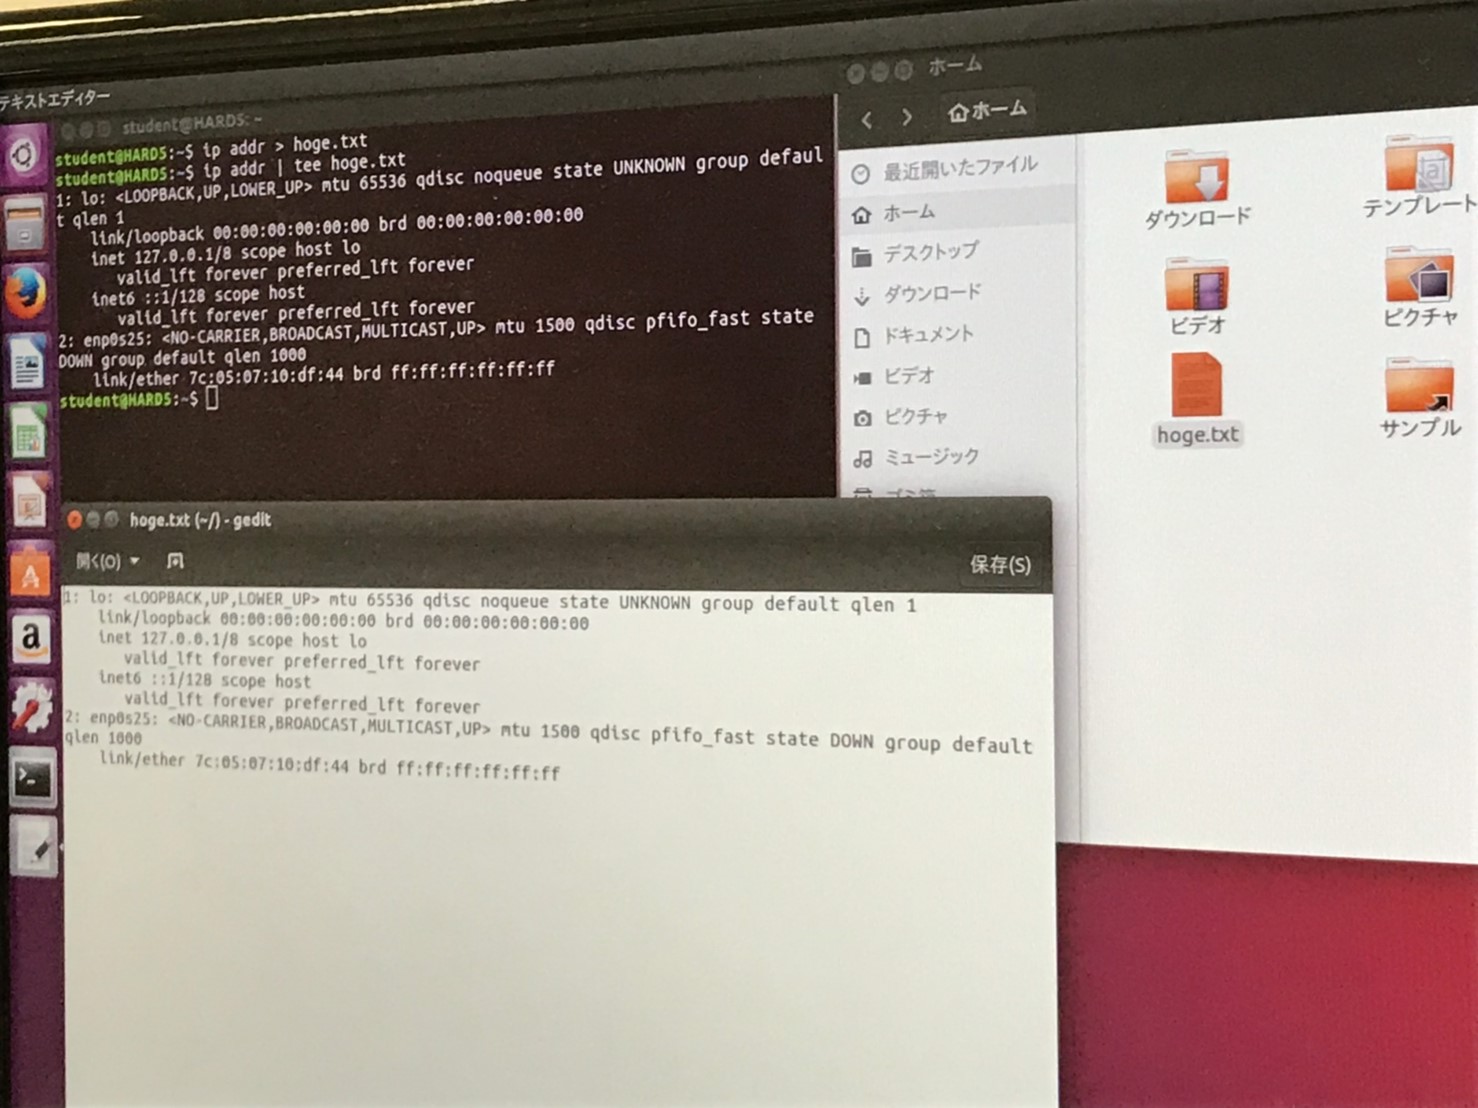 テキストエディター
student@HARD5: ~
student@HARD5:~$ ip addr > hoge.txt
student@HARD5:~$ ip addr | tee hoge.txt
1: lo: <LOOPBACK,UP,LOWER_UP> mtu 65536 qdisc noqueue state UNKNOWN group defaul
t qlen 1
link/loopback 00:00:00:00:00:00 brd 00:00:00:00:00:00
inet 127.0.0.1/8 scope host lo
valid_lft forever preferred_lft forever
inet6 ::1/128 scope host
valid_lft forever preferred_lft forever
2: enp0s25: <NO-CARRIER,BROADCAST,MULTICAST,UP> mtu 1500 qdisc pfifo_fast state
DOWN group default qlen 1000
link/ether 7c:05:07:10:df:44 brd ff:ff:ff:ff:ff:ff
student@HARD5:~$
ホーム
ホーム
最近開いたファイル
ホーム
デスクトップ
ダウンロード
ドキュメント
ビデオ
ピクチャ
ミュージック
ゴミ箱
ダウンロード
テンプレート
ビデオ
ピクチャ
hoge.txt
サンプル
hoge.txt (~/) - gedit
開く(O)
保存(S)
1: lo: <LOOPBACK,UP,LOWER_UP> mtu 65536 qdisc noqueue state UNKNOWN group default qlen 1
link/loopback 00:00:00:00:00:00 brd 00:00:00:00:00:00
inet 127.0.0.1/8 scope host lo
valid_lft forever preferred_lft forever
inet6 ::1/128 scope host
valid_lft forever preferred_lft forever
2: enp0s25: <NO-CARRIER,BROADCAST,MULTICAST,UP> mtu 1500 qdisc pfifo_fast state DOWN group default
qlen 1000
link/ether 7c:05:07:10:df:44 brd ff:ff:ff:ff:ff:ff